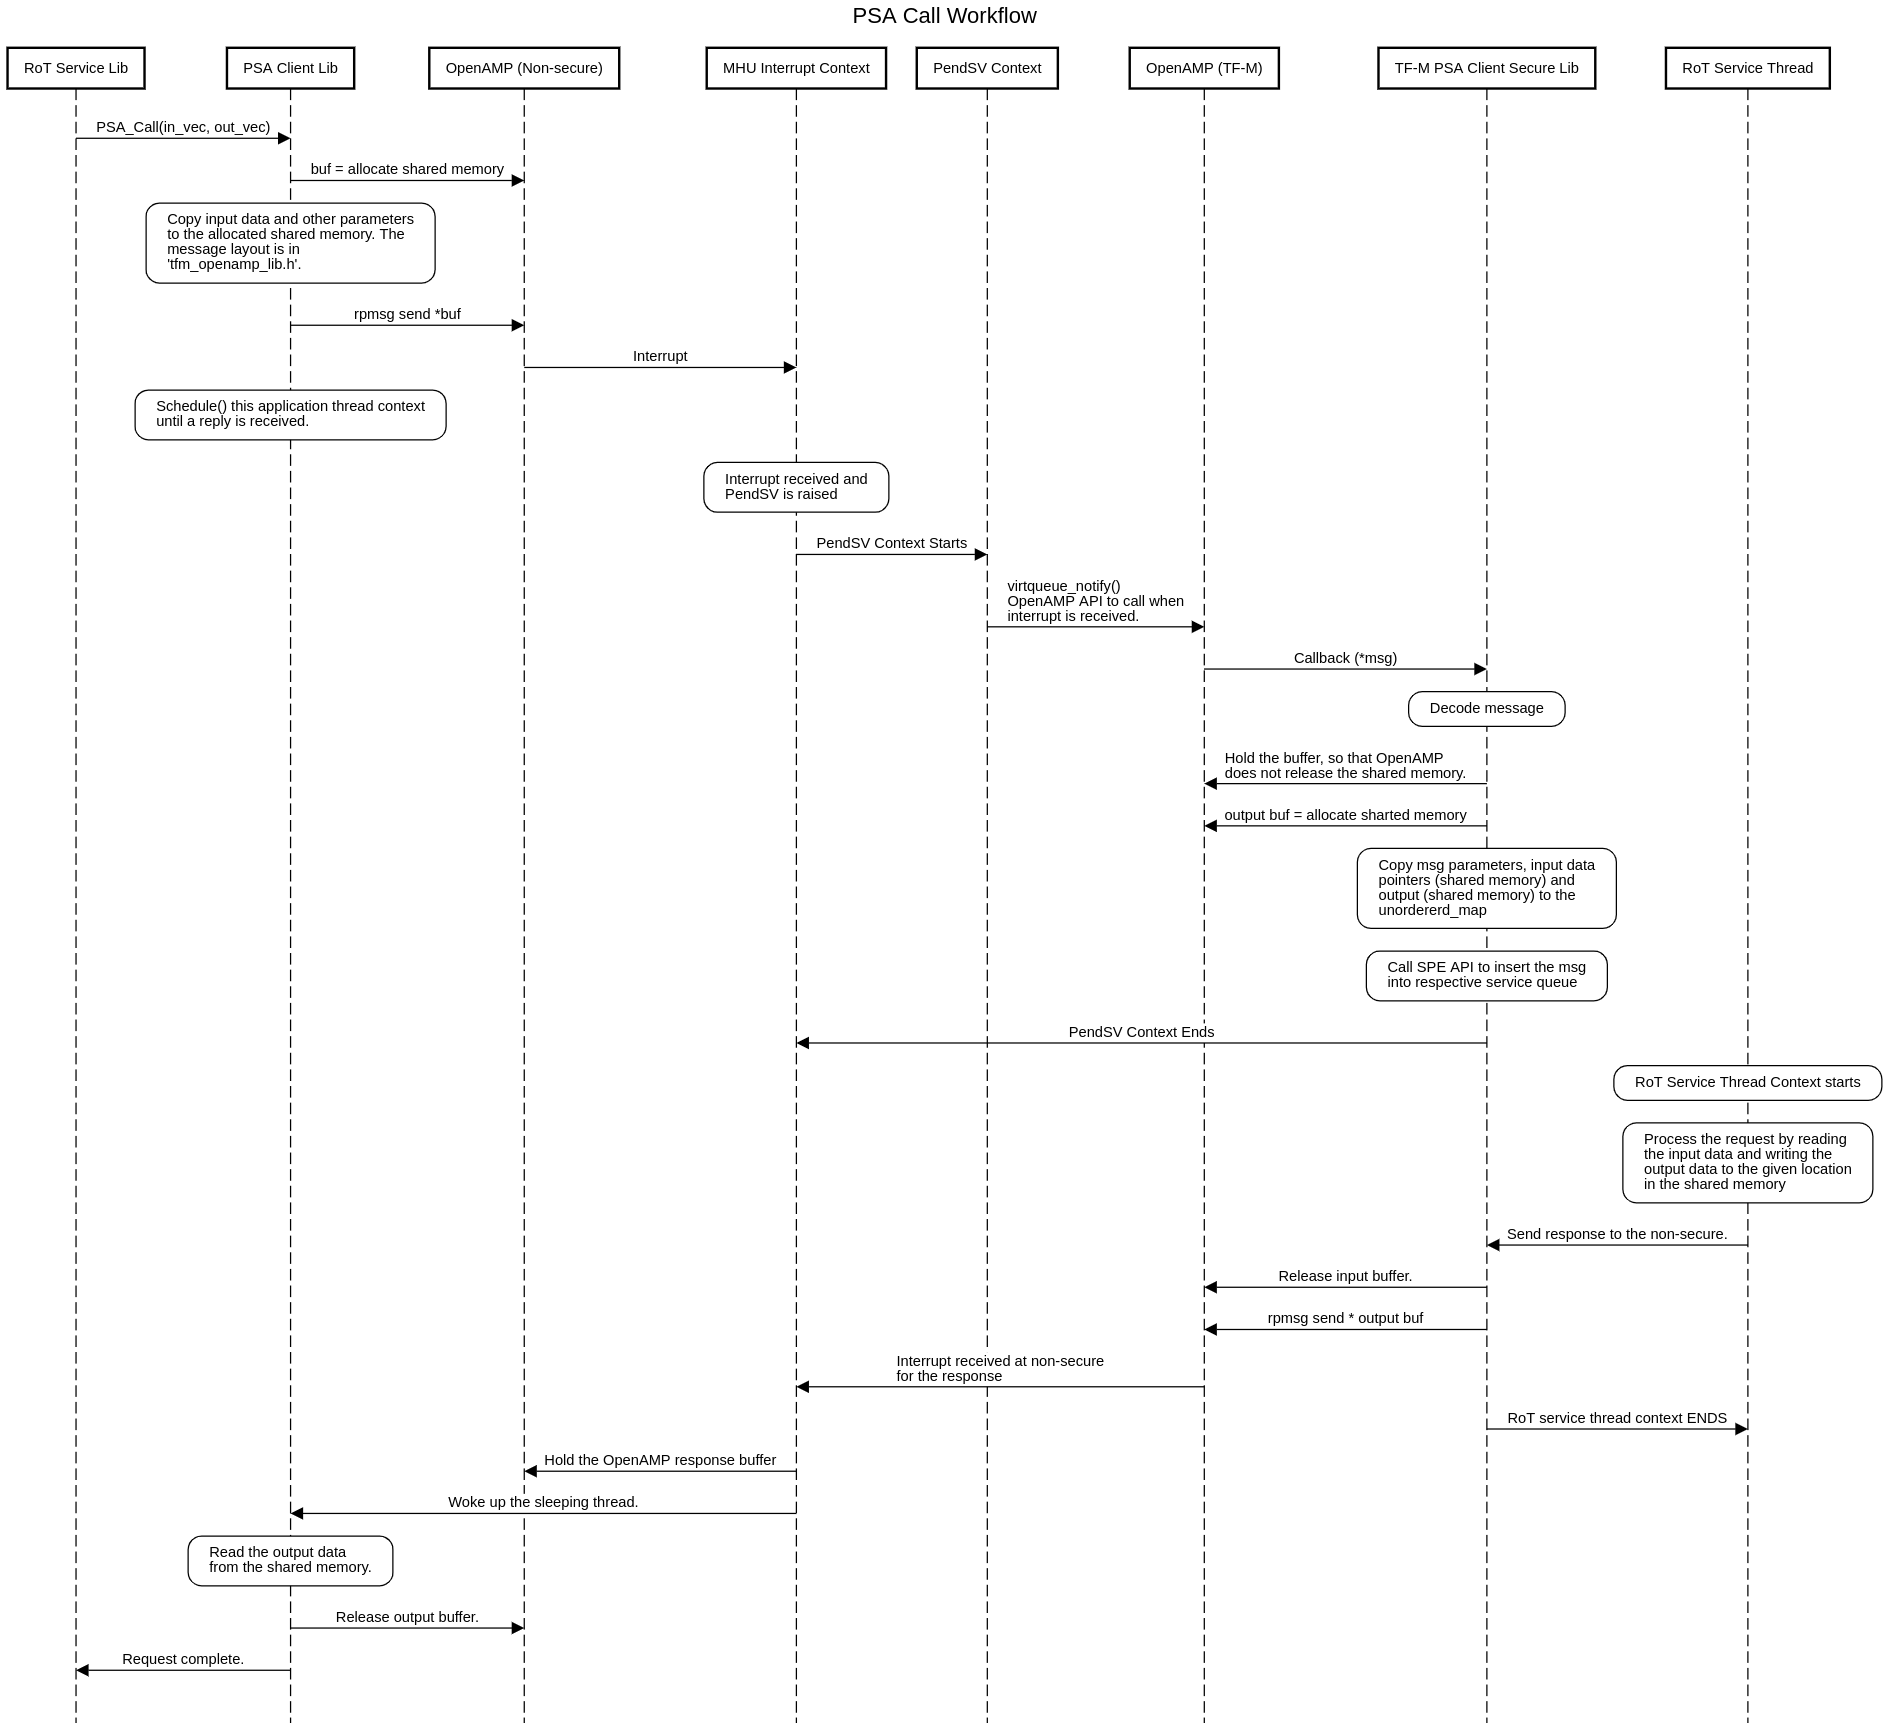 PSA Call Workflow
RoT Service Lib
PSA Client Lib
OpenAMP (Non-secure)
MHU Interrupt Context
PendSV Context
OpenAMP (TF-M)
TF-M PSA Client Secure Lib
RoT Service Thread
PSA_Call(in_vec, out_vec)
buf = allocate shared memory
Copy input data and other parameters
to the allocated shared memory. The
message layout is in
'tfm_openamp_lib.h'.
rpmsg send *buf
Interrupt
Schedule() this application thread context
until a reply is received.
Interrupt received and
PendSV is raised
PendSV Context Starts
virtqueue_notify()
OpenAMP API to call when
interrupt is received.
Callback (*msg)
Decode message
Hold the buffer, so that OpenAMP
does not release the shared memory.
output buf = allocate sharted memory
Copy msg parameters, input data
pointers (shared memory) and
output (shared memory) to the
unordererd_map
Call SPE API to insert the msg
into respective service queue
PendSV Context Ends
RoT Service Thread Context starts
Process the request by reading
the input data and writing the
output data to the given location
in the shared memory
Send response to the non-secure.
Release input buffer.
rpmsg send * output buf
Interrupt received at non-secure
for the response
RoT service thread context ENDS
Hold the OpenAMP response buffer
Woke up the sleeping thread.
Read the output data
from the shared memory.
Release output buffer.
Request complete.